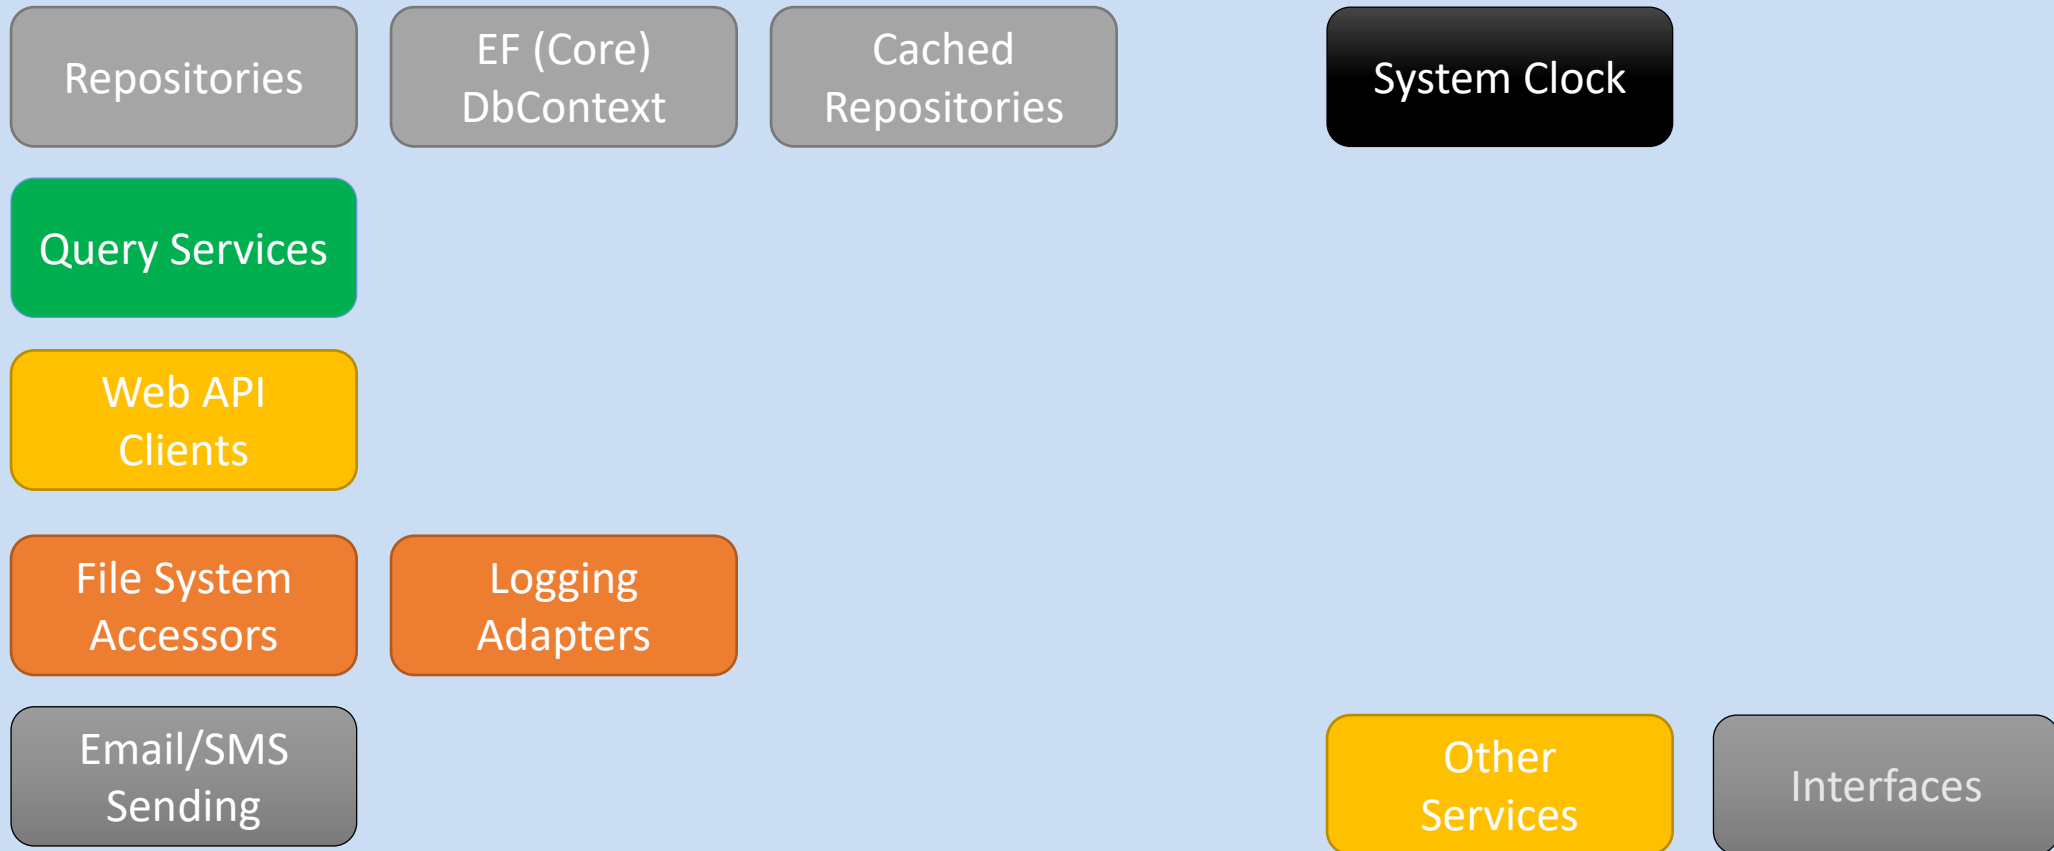 Repositories
EF (Core)
DbContext
Cached
Repositories
System Clock
Query Services
Web API
Clients
File System
Accessors
Logging
Adapters
Email/SMS
Sending
Other
Services
Interfaces